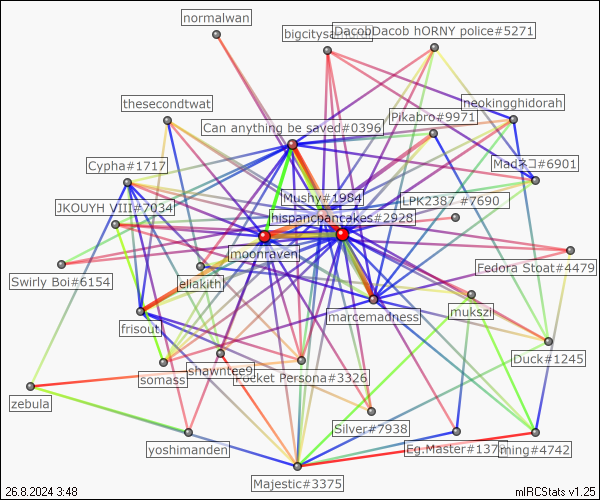 normalwan
bigcitysamurai
Dacob hORNY police#5271
thesecondtwat
neokingghidorah
Pikabro#9971
Can anything be saved#0396
Cypha#1717
Madネコ#6901
Mushy#1984
LPK2387 #7690
JKOUYH VIII#7034
hispancpancakes#2928
moonraven
Swirly Boi#6154
Fedora Stoat#4479
eliakith
mukszi
frisout
marcemadness
Duck#1245
somass
shawntee9
Pocket Persona#3326
zebula
Silver#7938
yoshimanden
Eg.Master#137
ming#4742
Majestic#3375
26.8.2024 3:48
mIRCStats v1.25